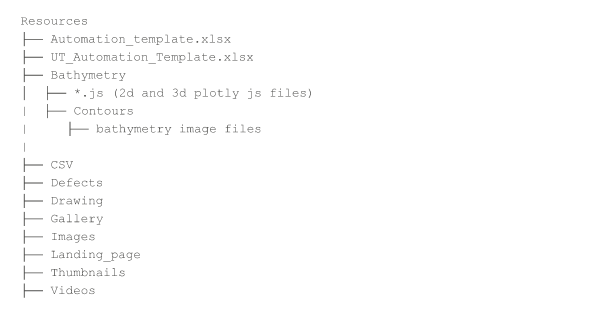 Resources
├── Automation_template.xlsx
├── UT_Automation_Template.xlsx
├── Bathymetry
│  ├── *.js (2d and 3d plotly js files)
|  ├── Contours
|     ├── bathymetry image files
|
├── CSV
├── Defects
├── Drawing
├── Gallery
├── Images
├── Landing_page
├── Thumbnails
├── Videos